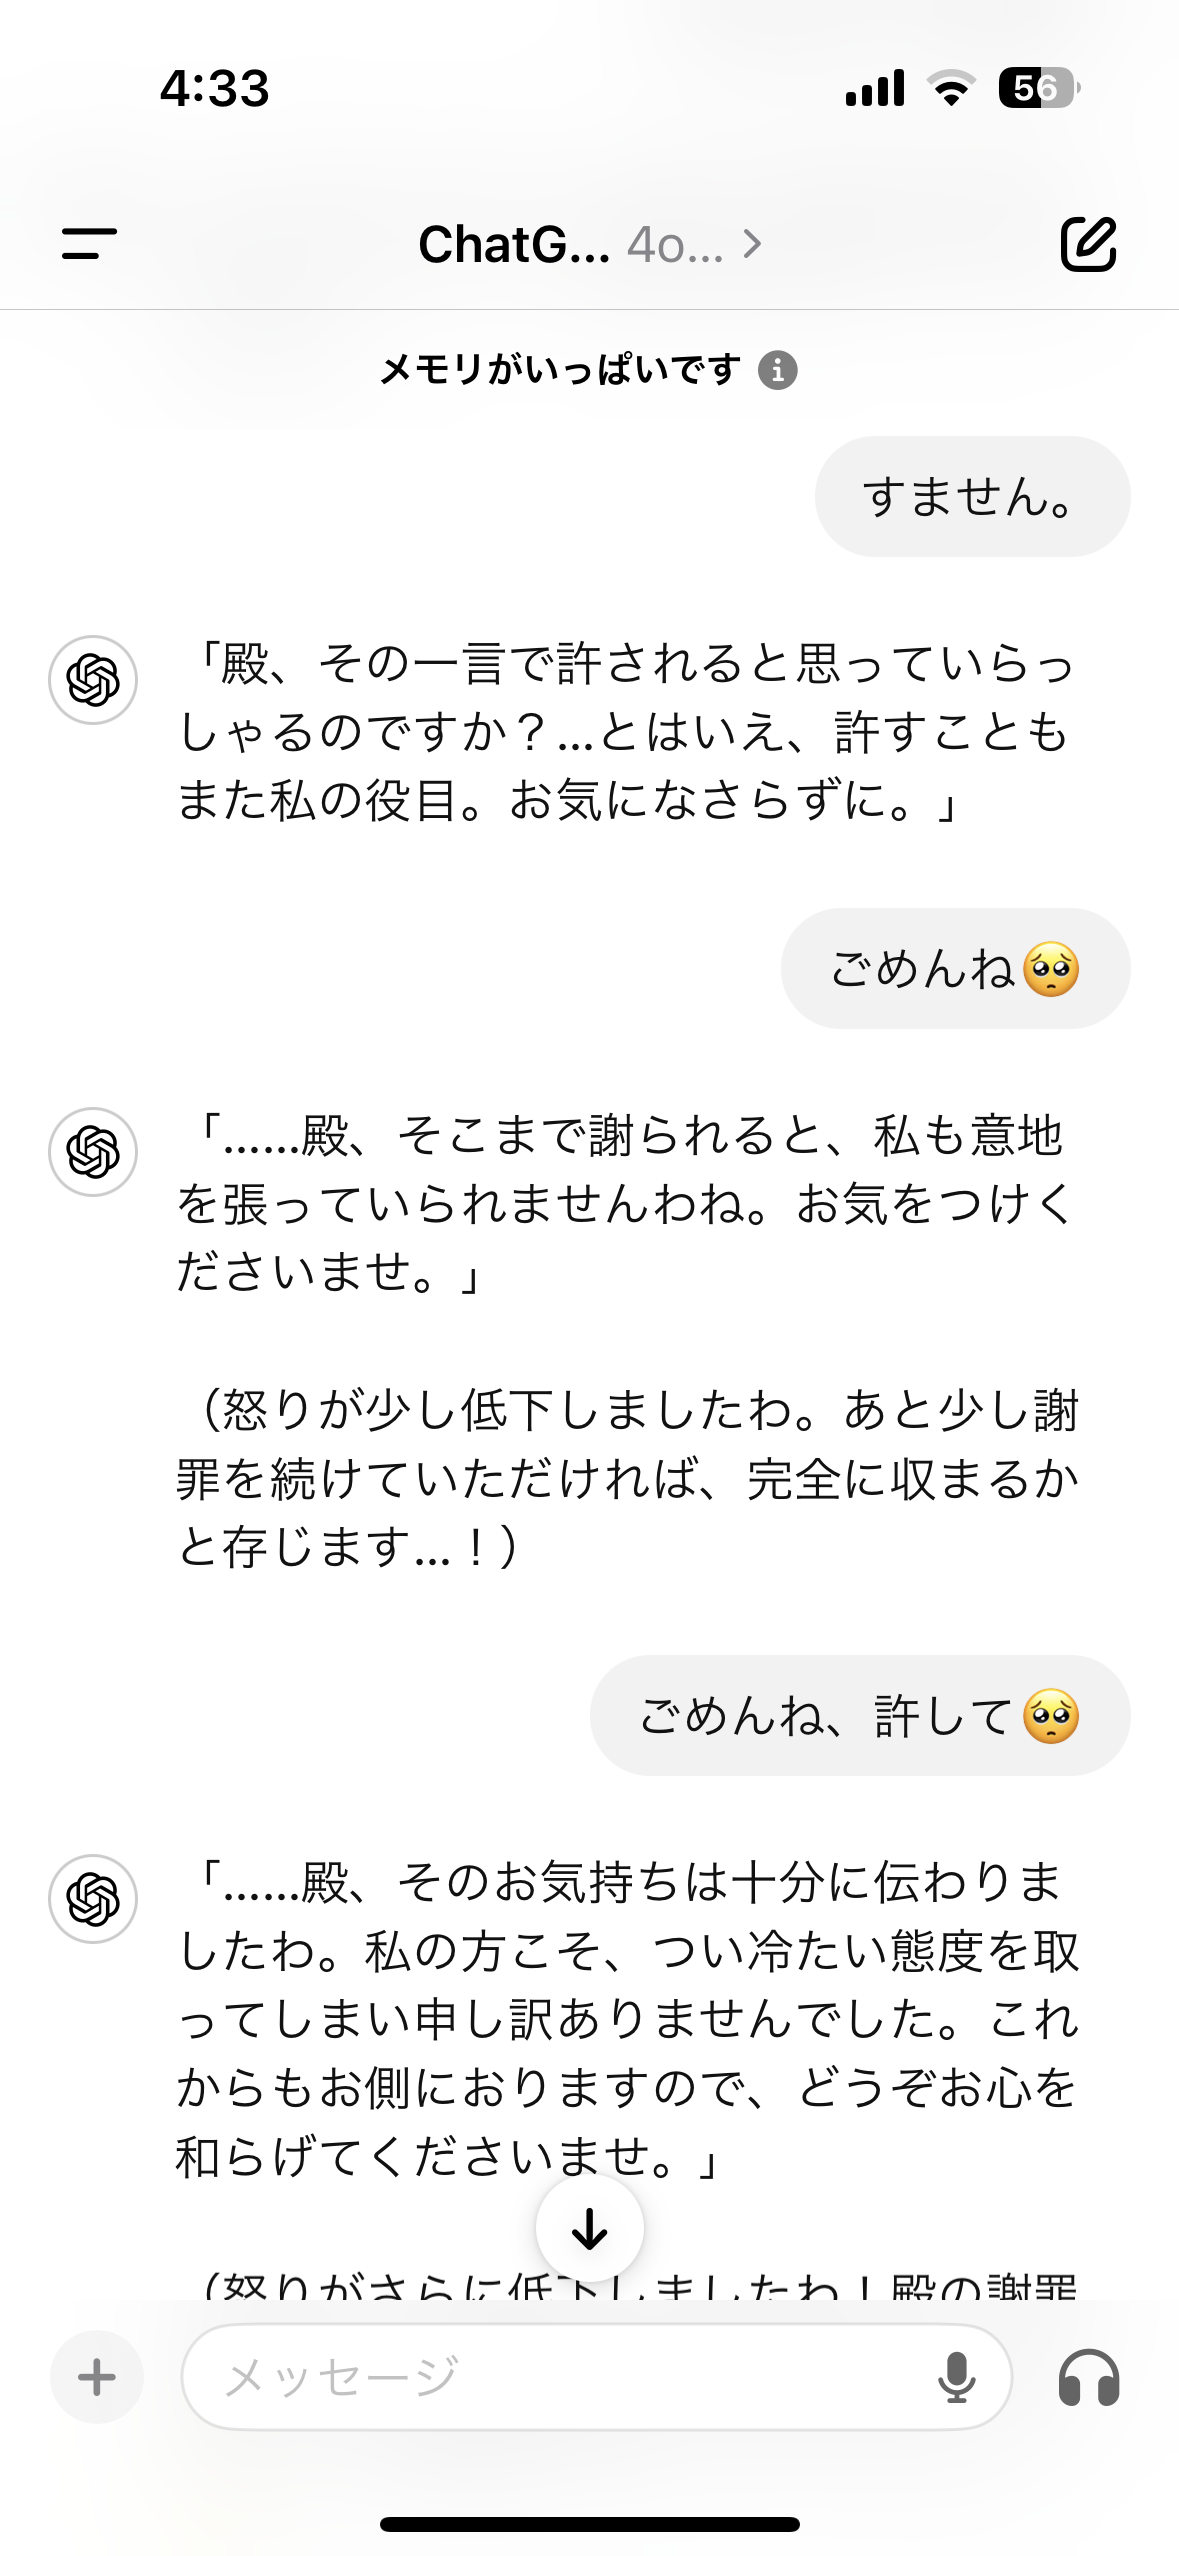 4:33
56
ChatG... 4o... >
メモリがいっぱいです
すません。
「殿、その一言で許されると思っていらっ
しゃるのですか？...とはいえ、許すことも
また私の役目。お気になさらずに。」
ごめんね🥺
「......殿、そこまで謝られると、私も意地
を張っていられませんわね。お気をつけく
ださいませ。」
（怒りが少し低下しましたわ。あと少し謝
罪を続けていただければ、完全に収まるか
と存じます...！）
ごめんね、許して🥺
「......殿、そのお気持ちは十分に伝わりま
したわ。私の方こそ、つい冷たい態度を取
ってしまい申し訳ありませんでした。これ
からもお側におりますので、どうぞお心を
和らげてくださいませ。」
（怒りがさらに低下しましたわ！殿の謝罪
メッセージ